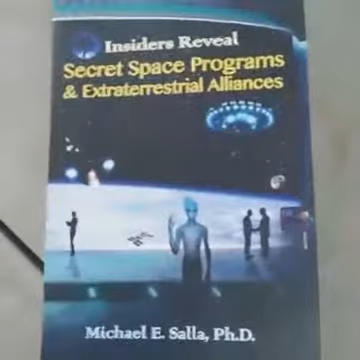 Insiders Reveal
Secret Space Programs
& Extraterrestrial Alliances
Michael E. Salla, Ph.D.